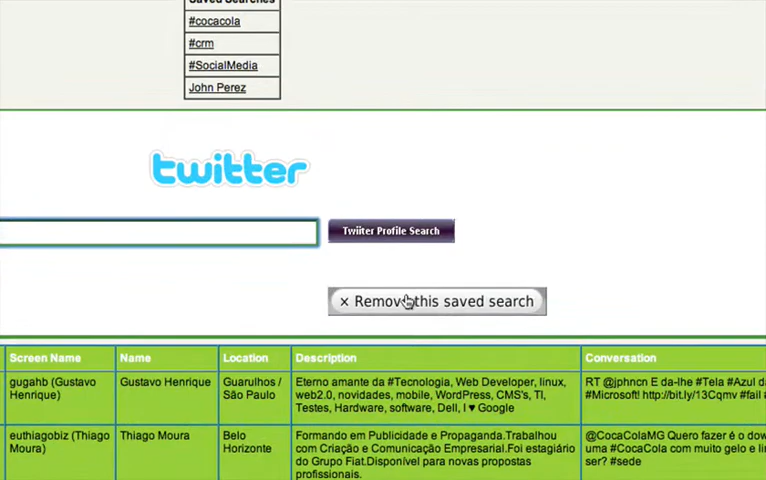 Saved Searches
#cocacola
#crm
#SocialMedia
John Perez
twitter
Twiiter Profile Search
× Remove this saved search
Screen Name Name Location Description Conversation
gugahb (Gustavo Henrique) Gustavo Henrique Guarulhos / São Paulo
Eterno amante da #Tecnologia, Web Developer, linux,
web2.0, novidades, mobile, WordPress, CMS's, TI,
Testes, Hardware, software, Dell, I ♥ Google
RT @jphncn E da-lhe #Tela #Azul d
#Microsoft! http://bit.ly/13Cqmv #fail
euthiagobiz (Thiago Moura) Thiago Moura Belo Horizonte
Formando em Publicidade e Propaganda.Trabalhou
com Criação e Comunicação Empresarial.Foi estagiário
do Grupo Fiat.Disponível para novas propostas
profissionais.
@CocaColaMG Quero fazer é o dow
uma #CocaCola com muito gelo e li
ser? #sede